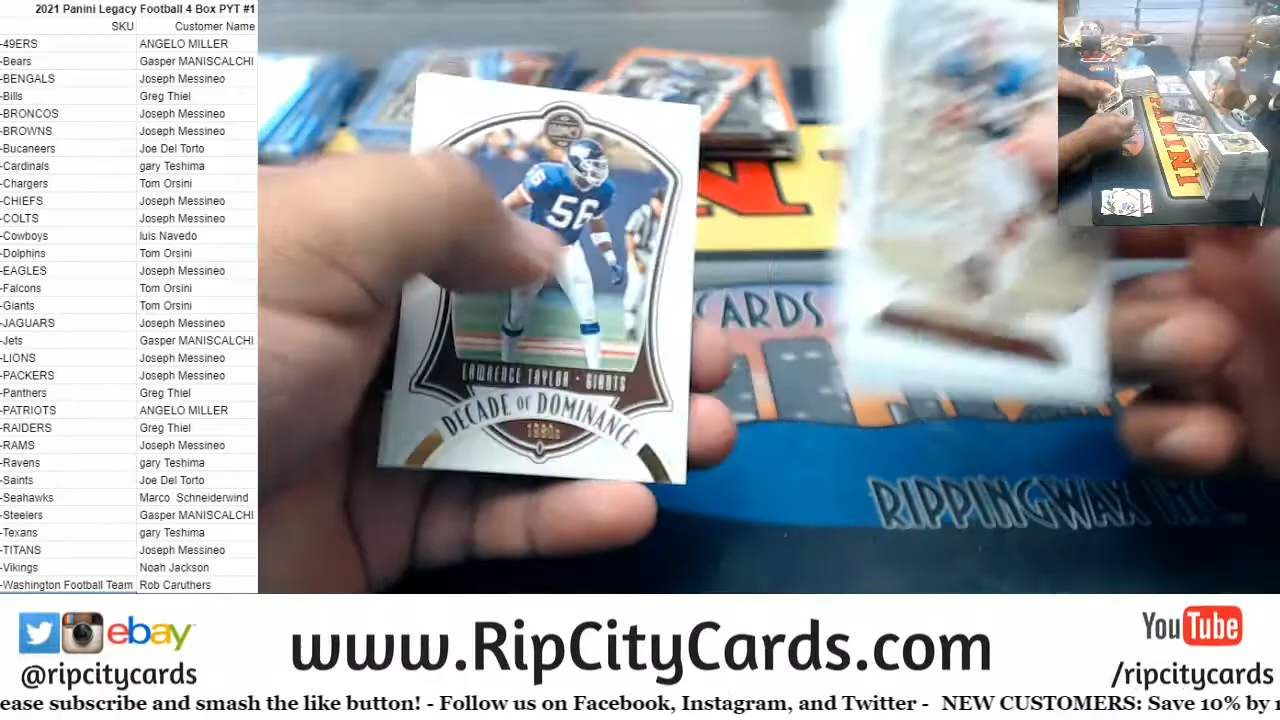 2021 Panini Legacy Football 4 Box PYT #1
SKU Customer Name
-49ERS ANGELO MILLER
-Bears Gasper MANISCALCHI
-BENGALS Joseph Messineo
-Bills Greg Thiel
-BRONCOS Joseph Messineo
-BROWNS Joseph Messineo
-Bucaneers Joe Del Torto
-Cardinals gary Teshima
-Chargers Tom Orsini
-CHIEFS Joseph Messineo
-COLTS Joseph Messineo
-Cowboys luis Navedo
-Dolphins Tom Orsini
-EAGLES Joseph Messineo
-Falcons Tom Orsini
-Giants Tom Orsini
-JAGUARS Joseph Messineo
-Jets Gasper MANISCALCHI
-LIONS Joseph Messineo
-PACKERS Joseph Messineo
-Panthers Greg Thiel
-PATRIOTS ANGELO MILLER
-RAIDERS Greg Thiel
-RAMS Joseph Messineo
-Ravens gary Teshima
-Saints Joe Del Torto
-Seahawks Marco Schneiderwind
-Steelers Gasper MANISCALCHI
-Texans gary Teshima
-TITANS Joseph Messineo
-Vikings Noah Jackson
-Washington Football Team Rob Caruthers
56
LAWRENCE TAYLOR • GIANTS
DECADE OF DOMINANCE
1980s
CARDS
RIPPINGWAX INC.
PANINI
ebay
@ripcitycards
www.RipCityCards.com
YouTube
/ripcitycards
ease subscribe and smash the like button! - Follow us on Facebook, Instagram, and Twitter - NEW CUSTOMERS: Save 10% by